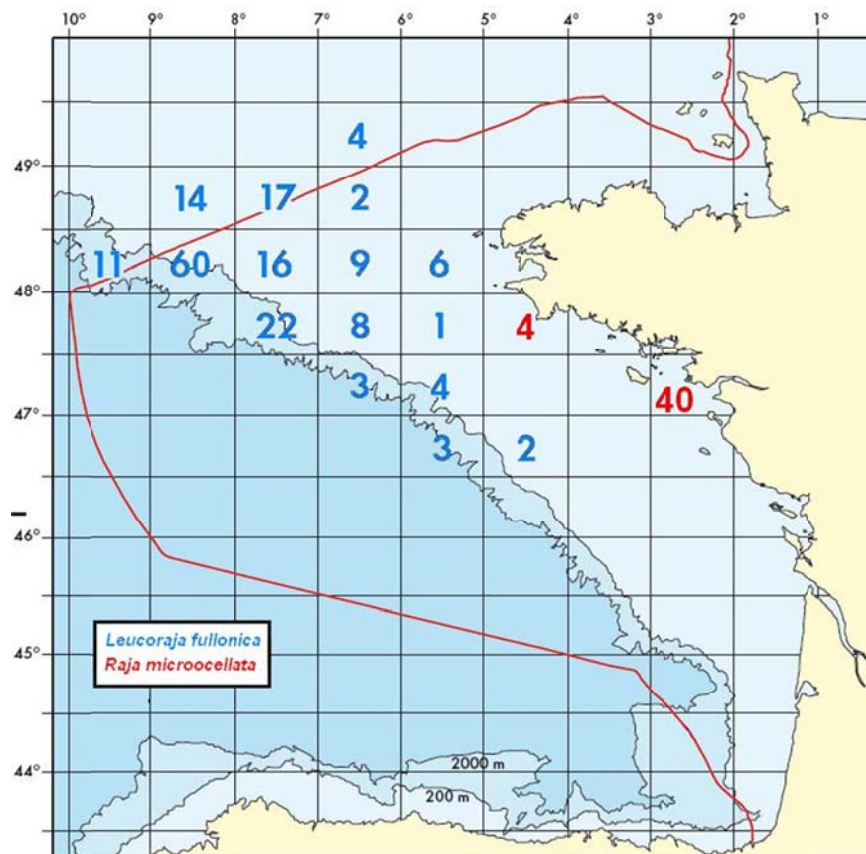 10° 9° 8° 7° 6° 5° 4° 3° 2° 1°
4
49°
14 17 2
11 60 16 9 6
48°
22 8 1 4
3 4 40
47°
3 2
46°
45°
Leucoraja fullonica
Raja microocellata
44°
2000 m
200 m